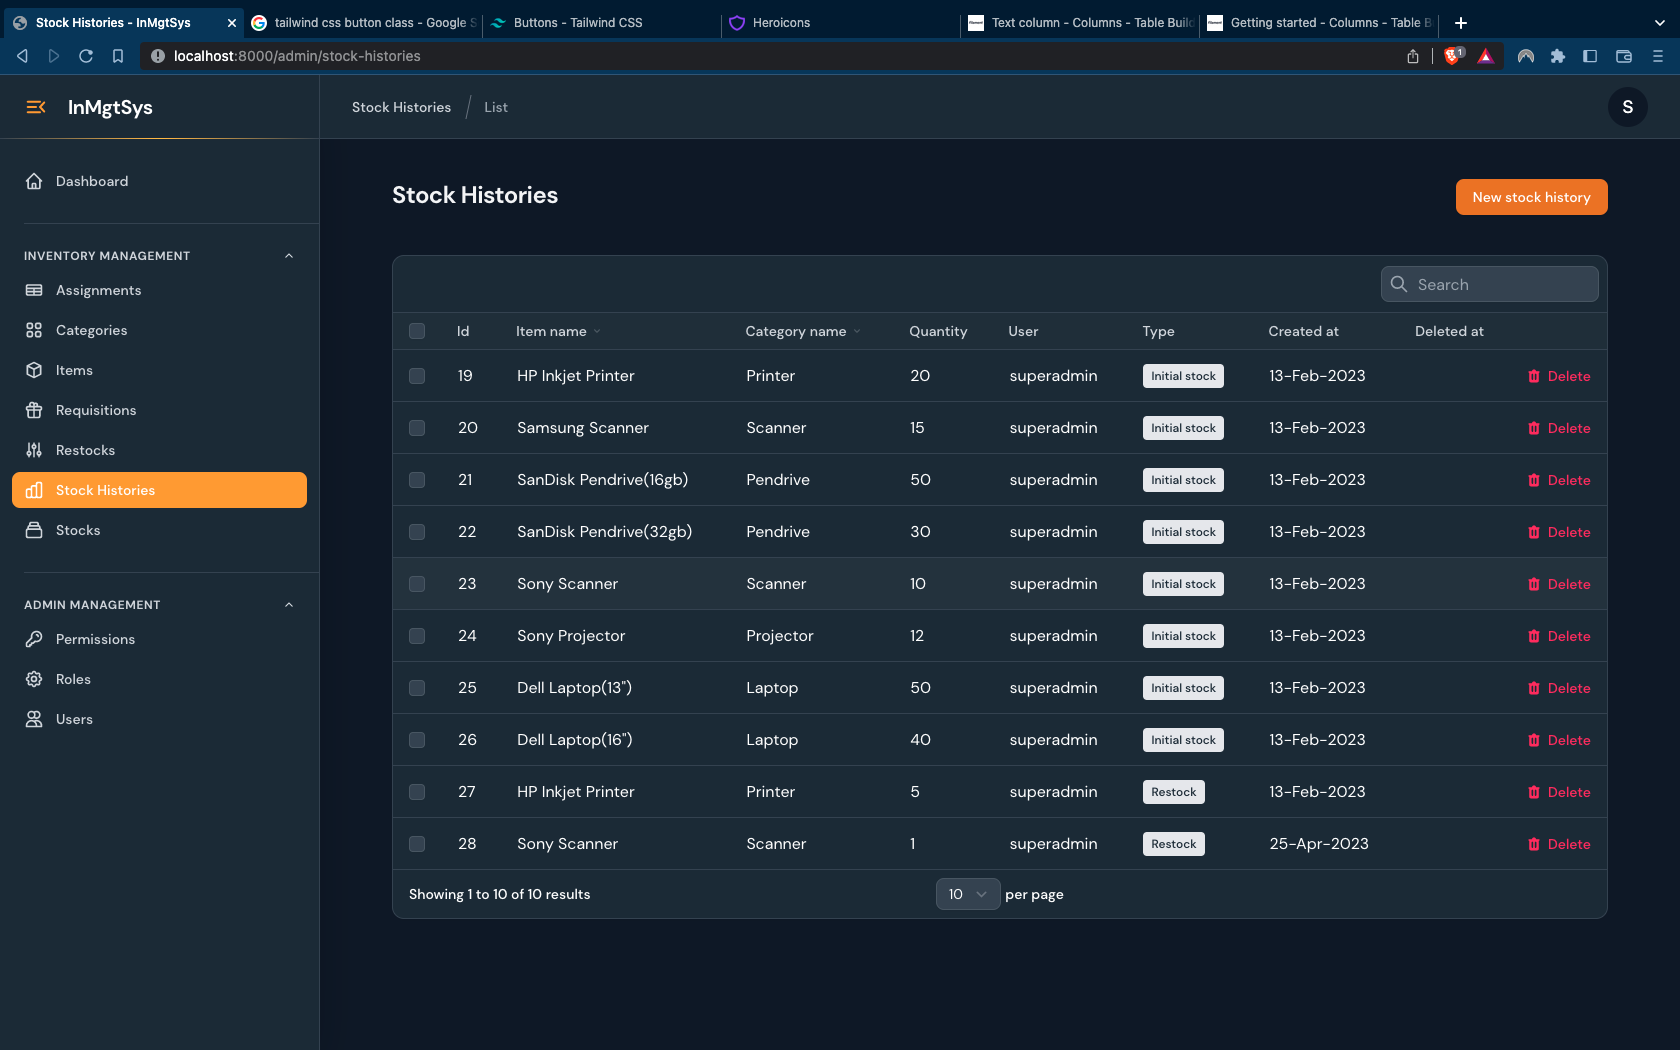 Stock Histories - InMgtSys
tailwind css button class - Google S
Buttons - Tailwind CSS
Heroicons
Text column - Columns - Table Build
Getting started - Columns - Table B
localhost:8000/admin/stock-histories
1
InMgtSys
Stock Histories / List
S
Dashboard
INVENTORY MANAGEMENT
Assignments
Categories
Items
Requisitions
Restocks
Stock Histories
Stocks
ADMIN MANAGEMENT
Permissions
Roles
Users
Stock Histories
New stock history
Search
Id Item name Category name Quantity User Type Created at Deleted at
19 HP Inkjet Printer Printer 20 superadmin Initial stock 13-Feb-2023 Delete
20 Samsung Scanner Scanner 15 superadmin Initial stock 13-Feb-2023 Delete
21 SanDisk Pendrive(16gb) Pendrive 50 superadmin Initial stock 13-Feb-2023 Delete
22 SanDisk Pendrive(32gb) Pendrive 30 superadmin Initial stock 13-Feb-2023 Delete
23 Sony Scanner Scanner 10 superadmin Initial stock 13-Feb-2023 Delete
24 Sony Projector Projector 12 superadmin Initial stock 13-Feb-2023 Delete
25 Dell Laptop(13") Laptop 50 superadmin Initial stock 13-Feb-2023 Delete
26 Dell Laptop(16") Laptop 40 superadmin Initial stock 13-Feb-2023 Delete
27 HP Inkjet Printer Printer 5 superadmin Restock 13-Feb-2023 Delete
28 Sony Scanner Scanner 1 superadmin Restock 25-Apr-2023 Delete
Showing 1 to 10 of 10 results
10 per page